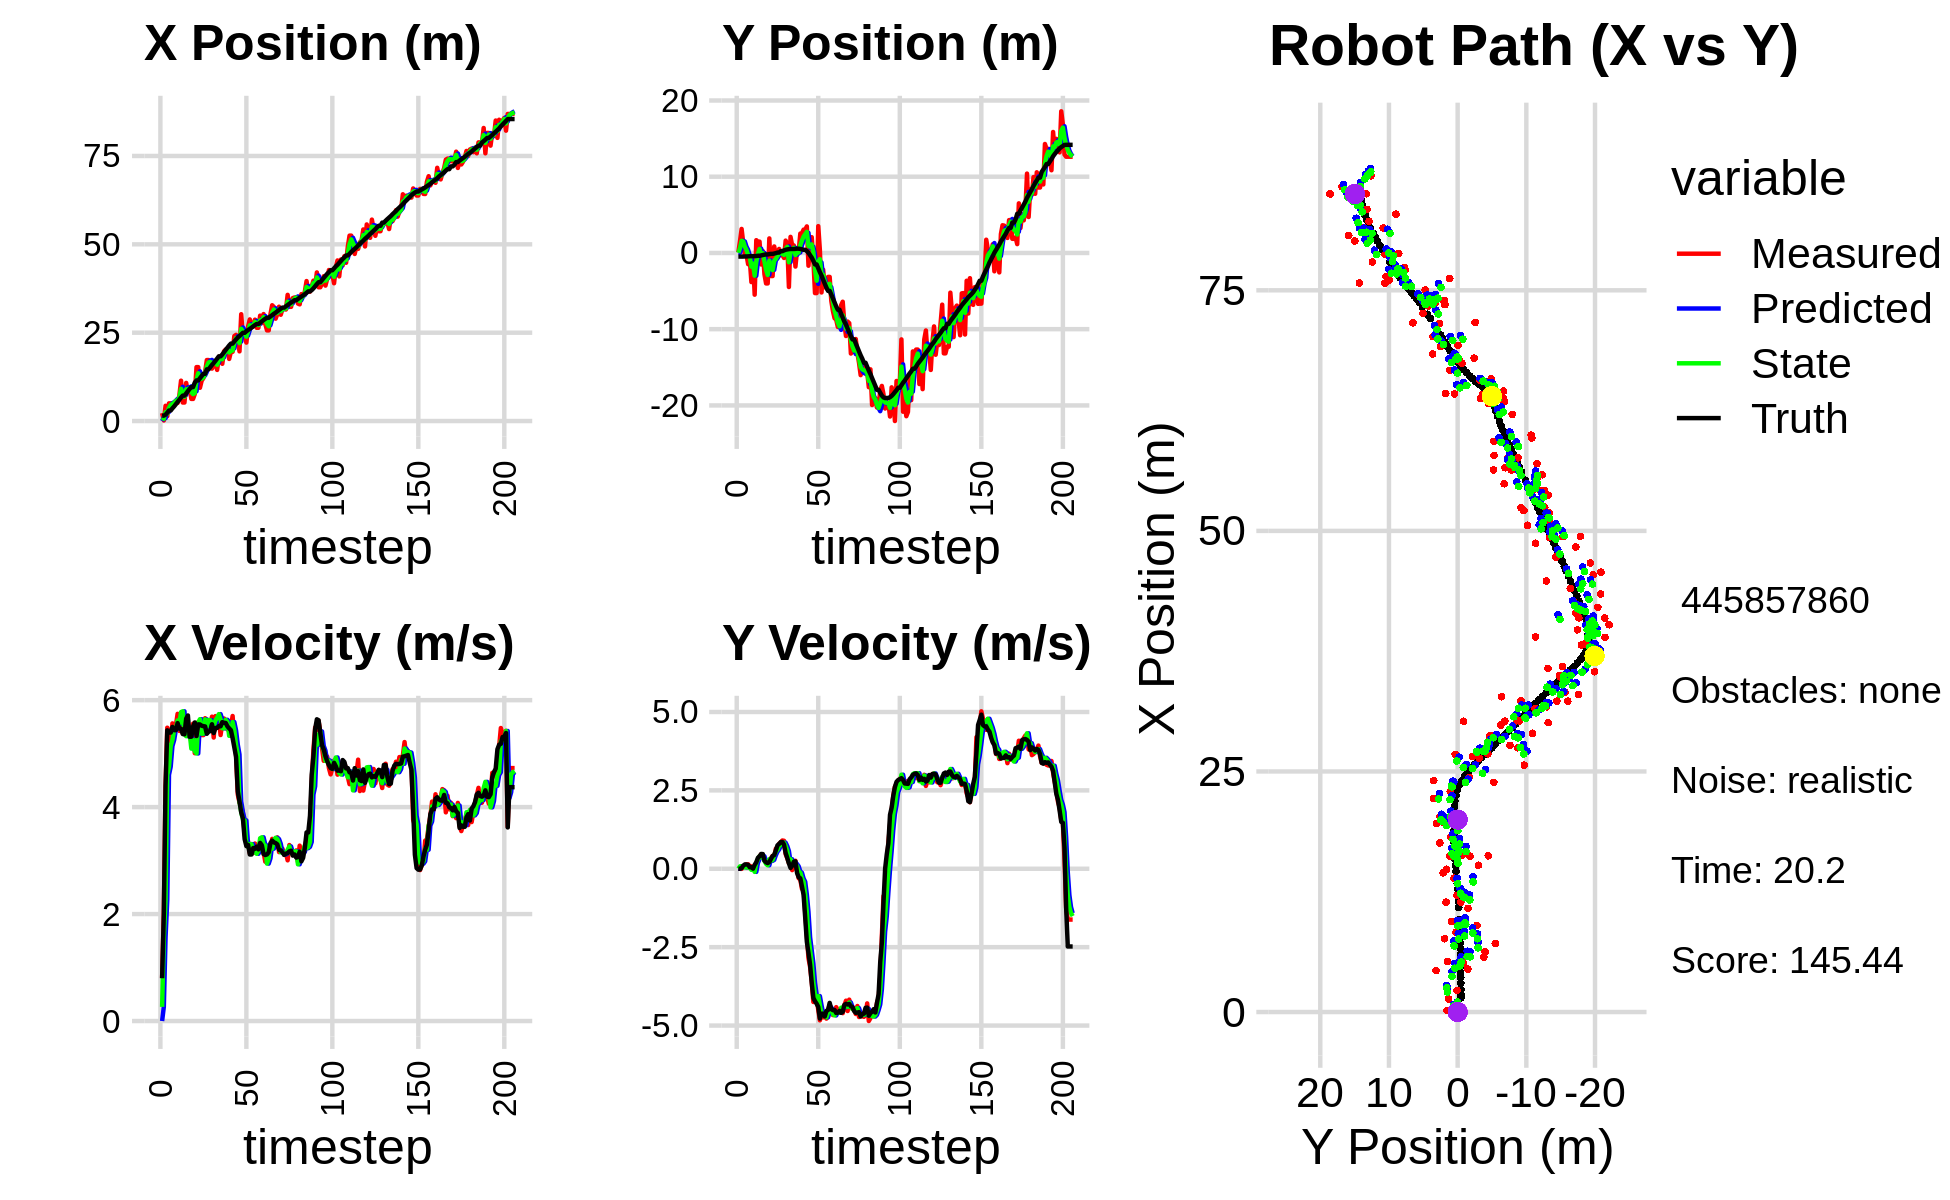 X Position (m)
75
50
25
0
0 50 100 150 200
timestep
Y Position (m)
20
10
0
-10
-20
0 50 100 150 200
timestep
X Velocity (m/s)
6
4
2
0
0 50 100 150 200
timestep
Y Velocity (m/s)
5.0
2.5
0.0
-2.5
-5.0
0 50 100 150 200
timestep
Robot Path (X vs Y)
X Position (m)
75
50
25
0
20 10 0 -10 -20
Y Position (m)
variable
Measured
Predicted
State
Truth
445857860
Obstacles: none
Noise: realistic
Time: 20.2
Score: 145.44